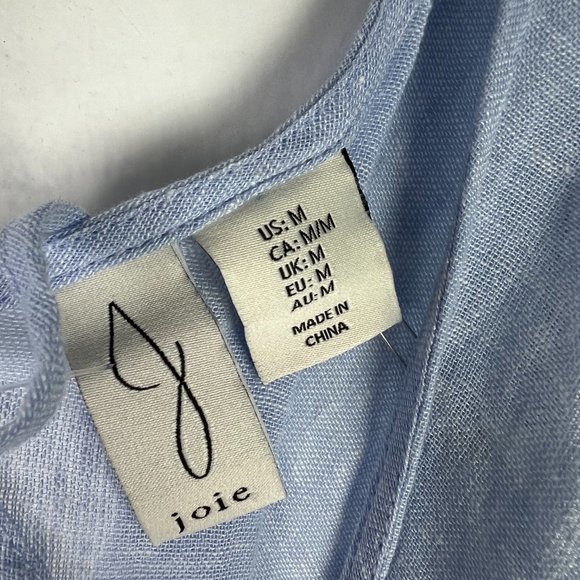 US: M
CA: M/M
UK: M
EU: M
AU: M
MADE IN
CHINA
J
joie